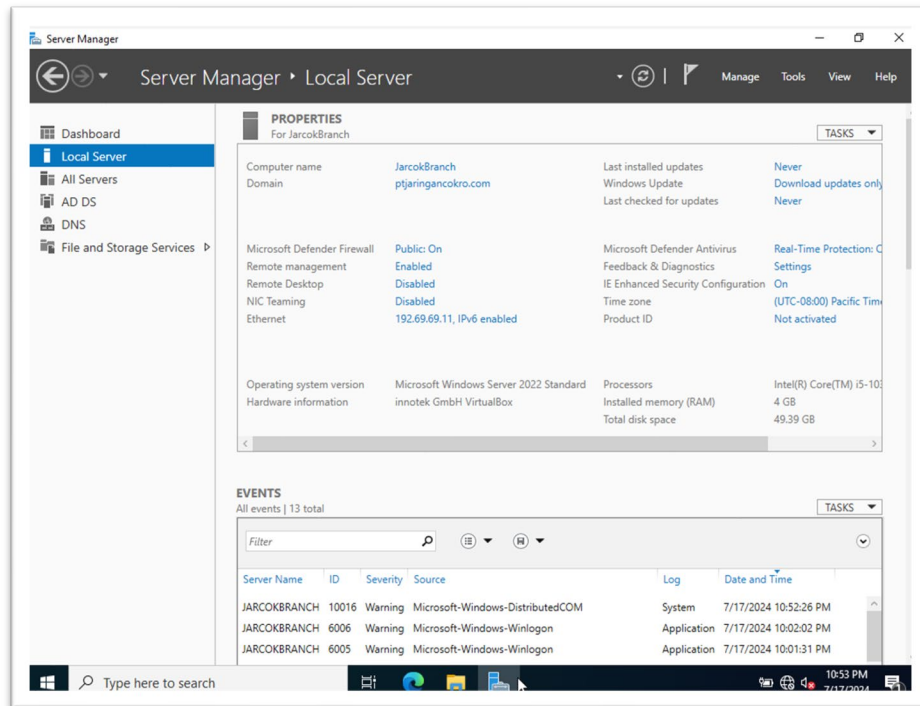 Server Manager
Server Manager • Local Server
Manage Tools View Help
Dashboard
Local Server
All Servers
AD DS
DNS
File and Storage Services
PROPERTIES
For JarcokBranch
TASKS
Computer name JarcokBranch Last installed updates Never
Domain ptjaringancokro.com Windows Update Download updates only
Last checked for updates Never
Microsoft Defender Firewall Public: On Microsoft Defender Antivirus Real-Time Protection:
Remote management Enabled Feedback & Diagnostics Settings
Remote Desktop Disabled IE Enhanced Security Configuration On
NIC Teaming Disabled Time zone (UTC-08:00) Pacific
Ethernet 192.69.69.11, IPv6 enabled Product ID Not activated
Operating system version Microsoft Windows Server 2022 Standard Processors Intel(R) Core(TM)
Hardware information innotek GmbH VirtualBox Installed memory (RAM) 4 GB
Total disk space 49.39 GB
EVENTS
All events | 13 total
TASKS
Filter
Server Name ID Severity Source Log Date and Time
JARCOKBRANCH 10016 Warning Microsoft-Windows-DistributedCOM System 7/17/2024 10:52:26 PM
JARCOKBRANCH 6006 Warning Microsoft-Windows-Winlogon Application 7/17/2024 10:02:02 PM
JARCOKBRANCH 6005 Warning Microsoft-Windows-Winlogon Application 7/17/2024 10:01:31 PM
Type here to search
10:53 PM
7/17/2024